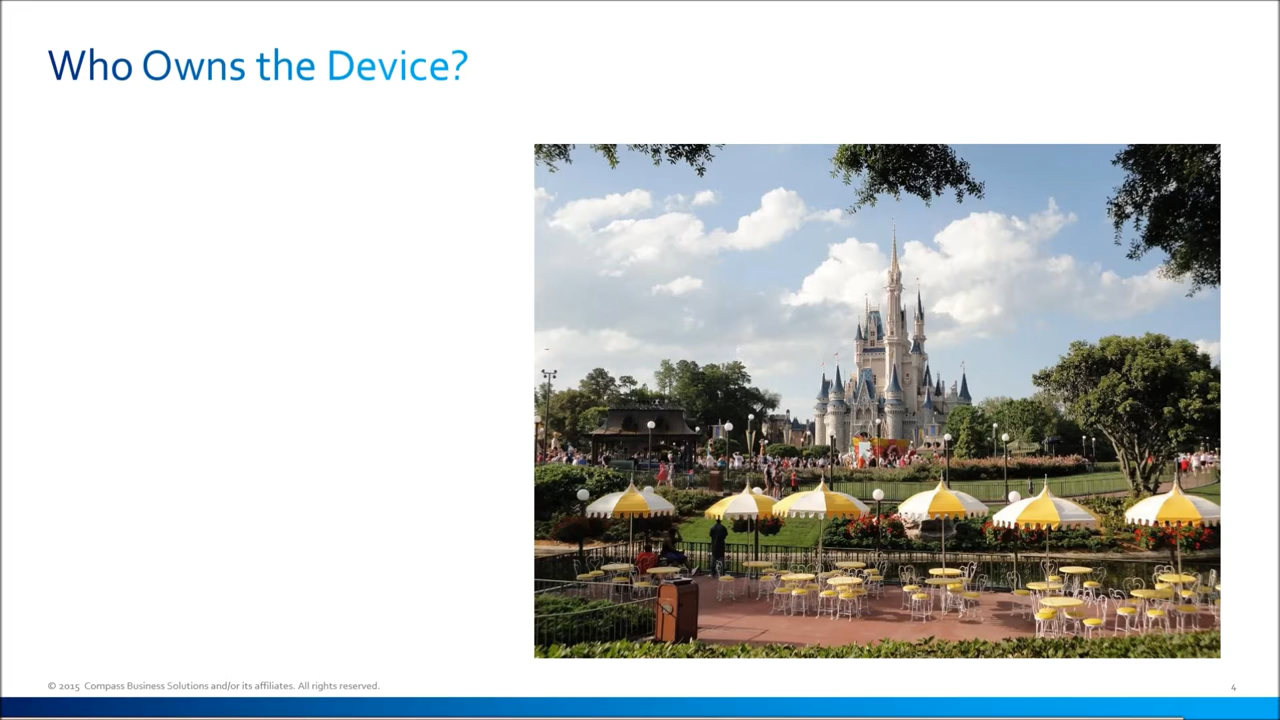 Who Owns the Device?
© 2015 Compass Business Solutions and/or its affiliates. All rights reserved.
4